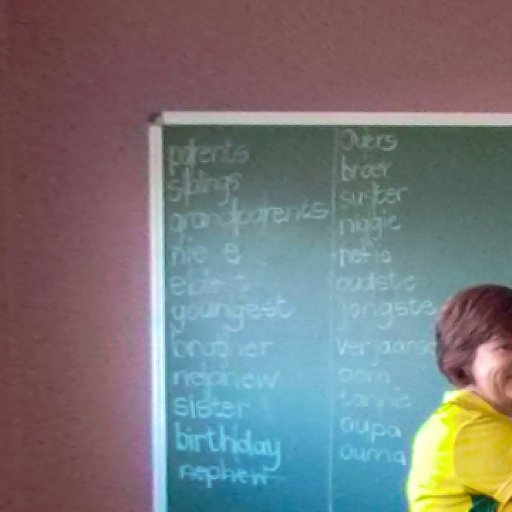 parents
siblings
grandparents
youngest
brother
nephew
sister
birthday
nephew
Ouers
broer
suster
niggie
nefie
oudste
jongste
verjaars
oom
tannie
oupa
ouma